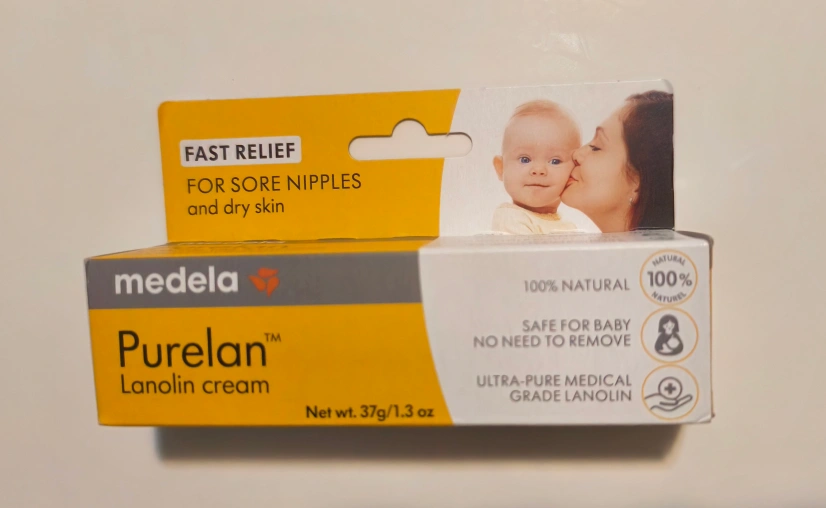 FAST RELIEF
FOR SORE NIPPLES
and dry skin
medela
Purelan™
Lanolin cream
Net wt. 37g/1.3 oz
100% NATURAL
NATURAL
100%
NATUREL
SAFE FOR BABY
NO NEED TO REMOVE
ULTRA-PURE MEDICAL
GRADE LANOLIN